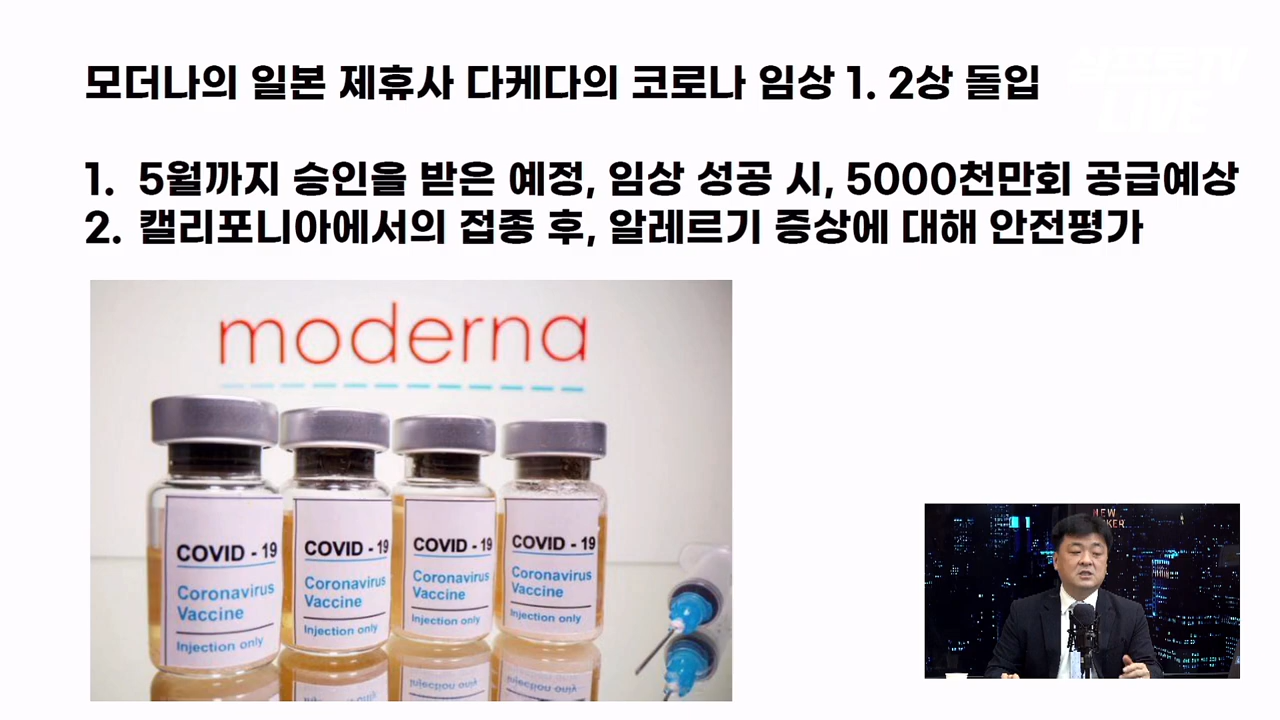 모더나의 일본 제휴사 다케다의 코로나 임상 1. 2상 돌입
LIVE
1. 5월까지 승인을 받은 예정, 임상 성공 시, 5000천만회 공급예상
2. 캘리포니아에서의 접종 후, 알레르기 증상에 대해 안전평가
moderna
COVID - 19
Coronavirus
Vaccine
Injection only
COVID - 19
Coronavirus
Vaccine
Injection only
COVID - 19
Coronavirus
Vaccine
Injection only
COVID - 19
Coronavirus
Vaccine
Injection only
NEW